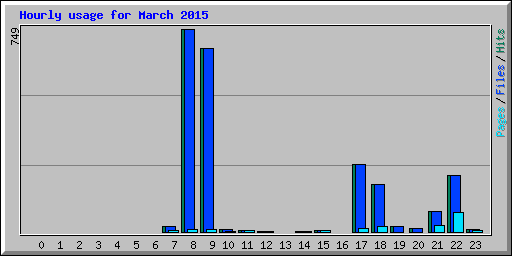 Hourly usage for March 2015
749
Pages/Files/Hits
0 1 2 3 4 5 6 7 8 9 10 11 12 13 14 15 16 17 18 19 20 21 22 23